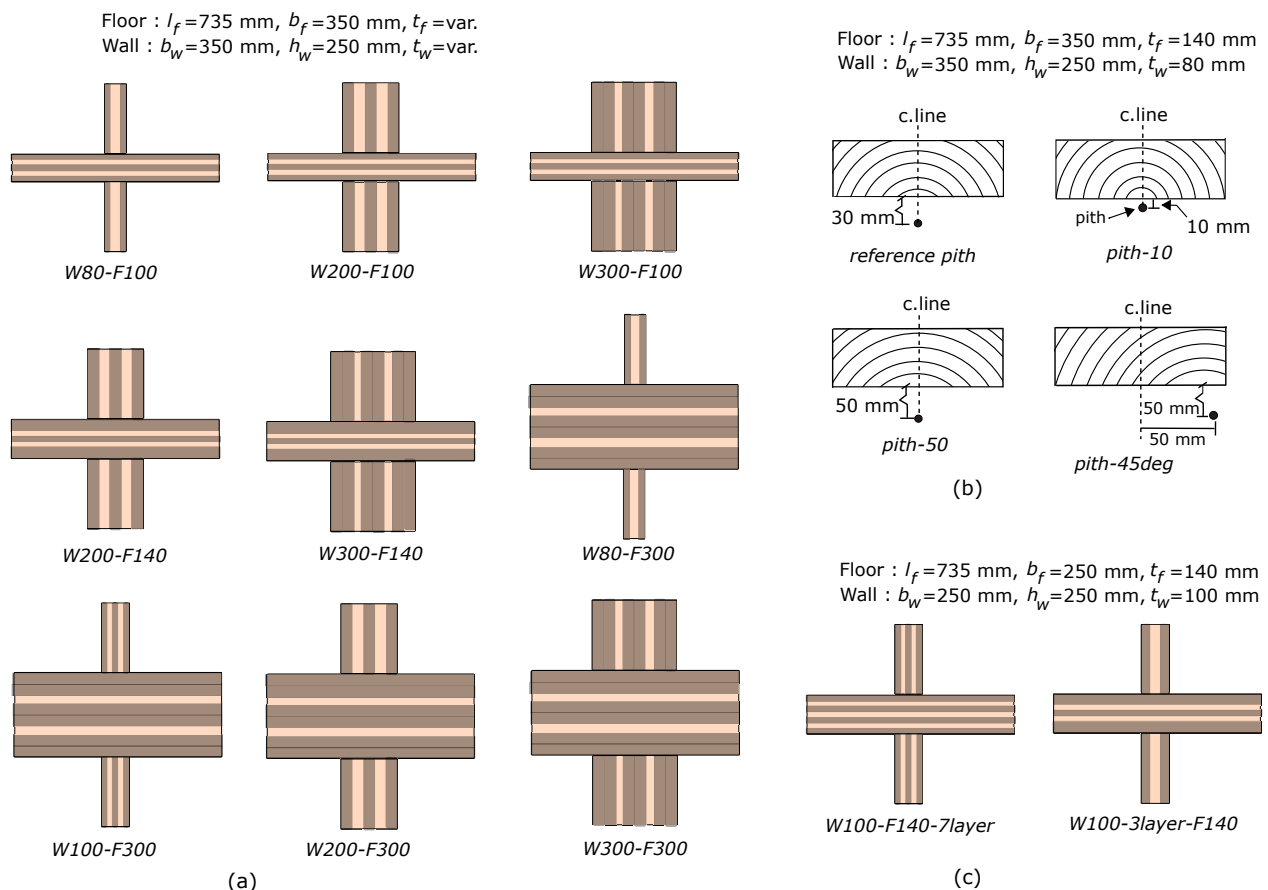 Floor : l_f=735 mm, b_f=350 mm, t_f=var.
Wall : b_w=350 mm, h_w=250 mm, t_w=var.
W80-F100
W200-F100
W300-F100
W200-F140
W300-F140
W80-F300
W100-F300
W200-F300
W300-F300
(a)
Floor : l_f=735 mm, b_f=350 mm, t_f=140 mm
Wall : b_w=350 mm, h_w=250 mm, t_w=80 mm
c.line
c.line
30 mm
pith
10 mm
reference pith
pith-10
c.line
c.line
50 mm
50 mm
50 mm
pith-50
pith-45deg
(b)
Floor : l_f=735 mm, b_f=250 mm, t_f=140 mm
Wall : b_w=250 mm, h_w=250 mm, t_w=100 mm
W100-F140-7layer
W100-3layer-F140
(c)